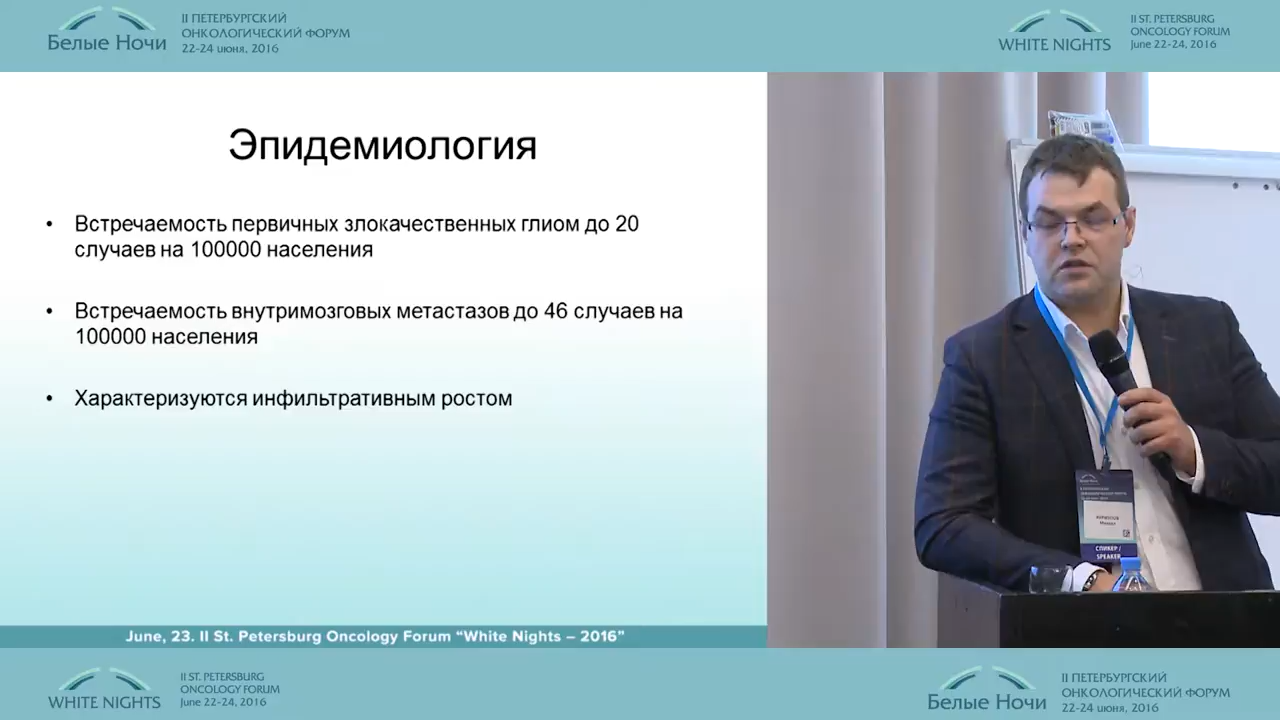 Белые Ночи
II ПЕТЕРБУРГСКИЙ
ОНКОЛОГИЧЕСКИЙ ФОРУМ
22-24 июня, 2016
WHITE NIGHTS
II ST. PETERSBURG
ONCOLOGY FORUM
June 22-24, 2016
Эпидемиология
• Встречаемость первичных злокачественных глиом до 20
случаев на 100000 населения
• Встречаемость внутримозговых метастазов до 46 случаев на
100000 населения
• Характеризуются инфильтративным ростом
СПИКЕР /
SPEAKER
June, 23. II St. Petersburg Oncology Forum “White Nights – 2016”
WHITE NIGHTS
II ST. PETERSBURG
ONCOLOGY FORUM
June 22-24, 2016
Белые Ночи
II ПЕТЕРБУРГСКИЙ
ОНКОЛОГИЧЕСКИЙ ФОРУМ
22-24 июня, 2016